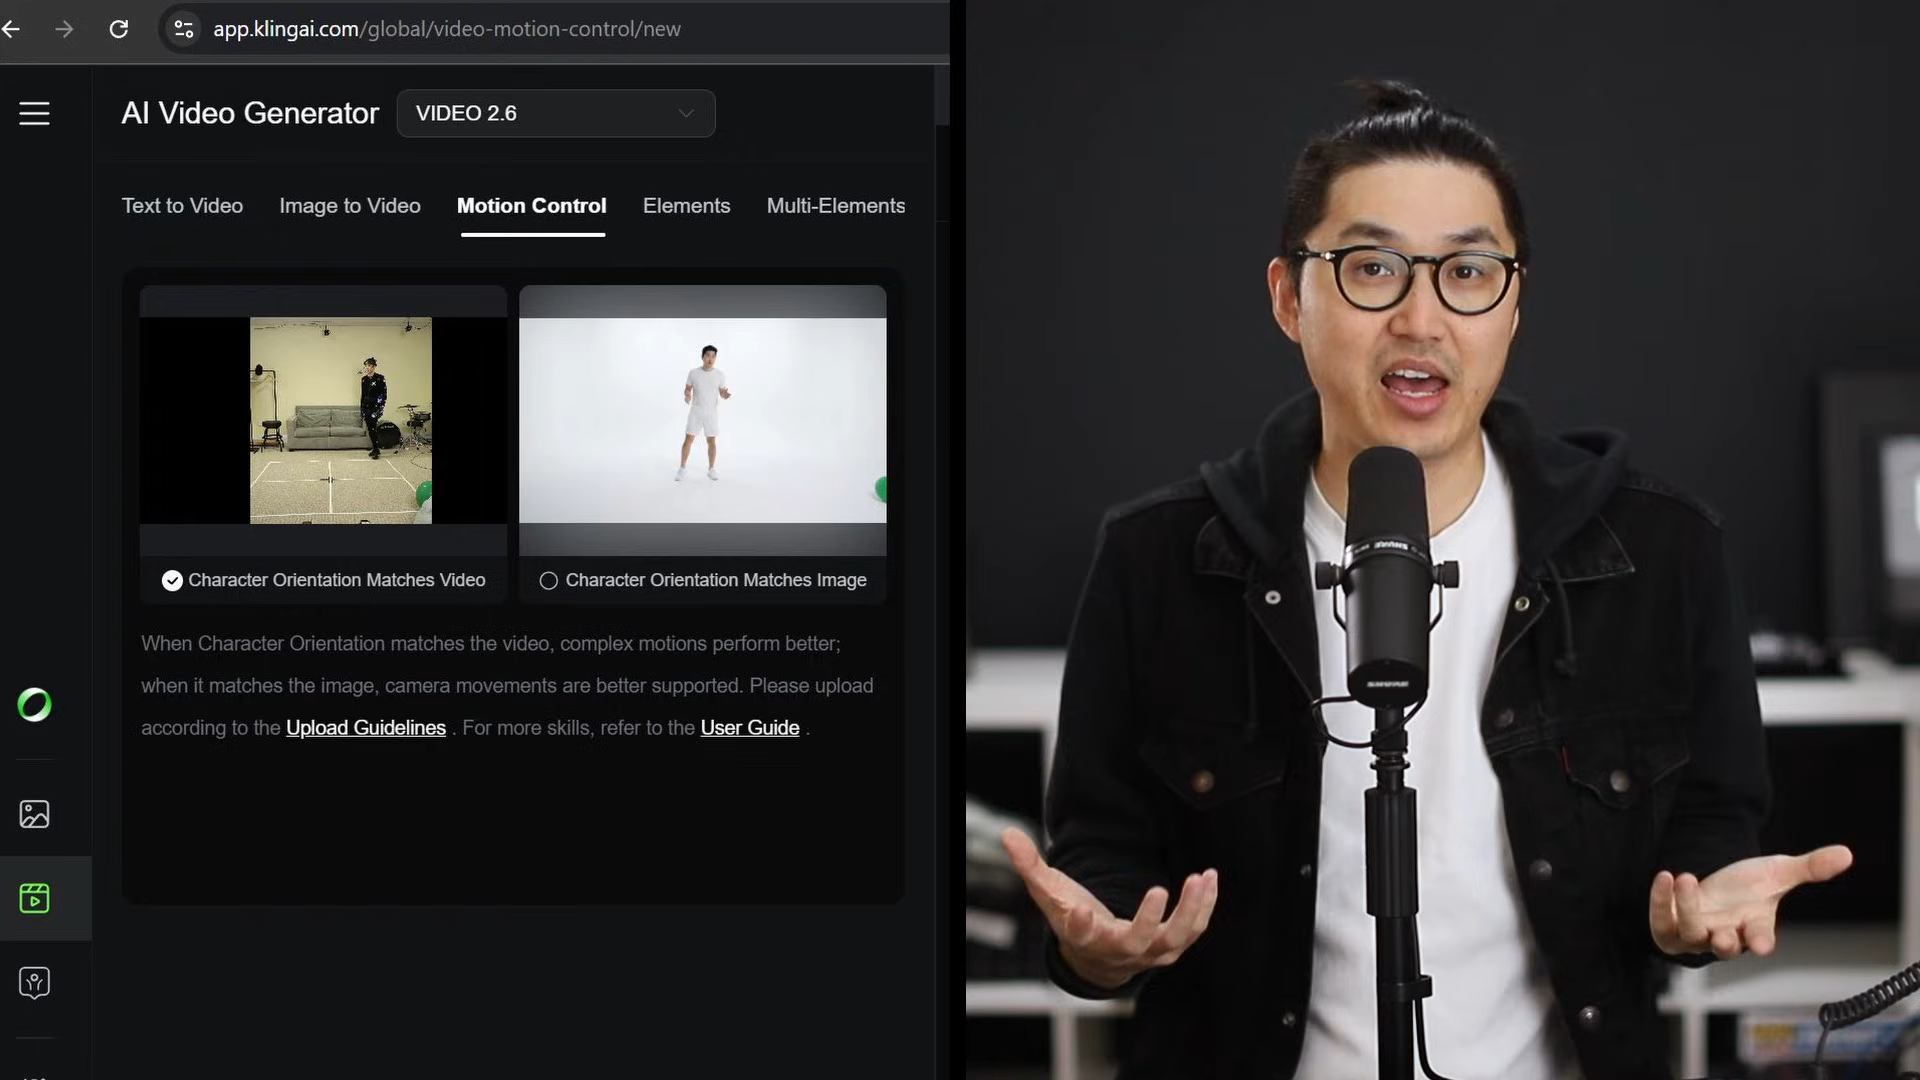 app.klingai.com/global/video-motion-control/new
AI Video Generator
VIDEO 2.6
Text to Video
Image to Video
Motion Control
Elements
Multi-Elements
Character Orientation Matches Video
Character Orientation Matches Image
When Character Orientation matches the video, complex motions perform better;
when it matches the image, camera movements are better supported. Please upload
according to the Upload Guidelines . For more skills, refer to the User Guide .
SHURE
SHURE